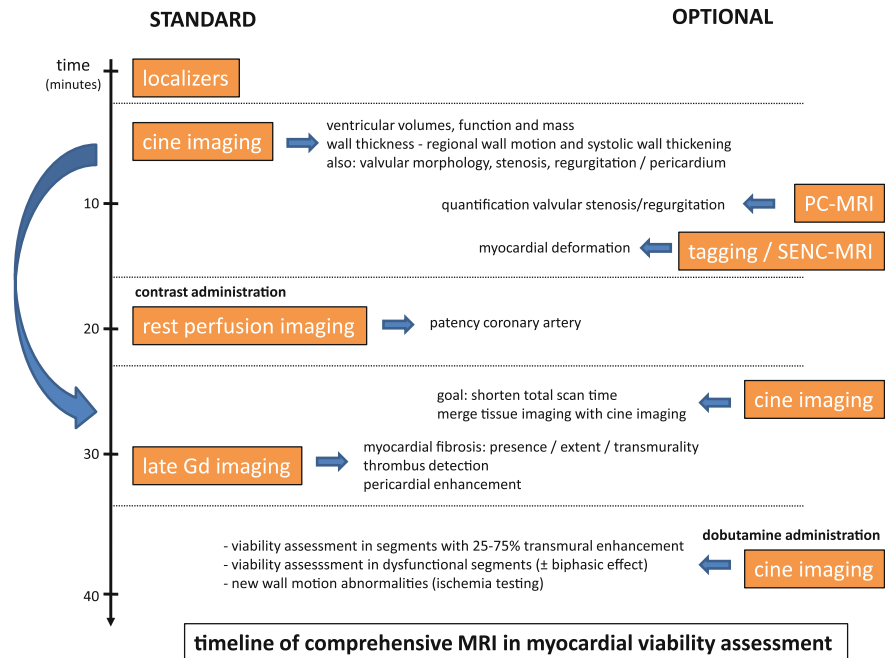 STANDARD
OPTIONAL
time
(minutes)
localizers
cine imaging
ventricular volumes, function and mass
wall thickness - regional wall motion and systolic wall thickening
also: valvular morphology, stenosis, regurgitation / pericardium
10
quantification valvular stenosis/regurgitation
PC-MRI
myocardial deformation
tagging / SENC-MRI
contrast administration
20
rest perfusion imaging
patency coronary artery
goal: shorten total scan time
merge tissue imaging with cine imaging
cine imaging
30
late Gd imaging
myocardial fibrosis: presence / extent / transmurality
thrombus detection
pericardial enhancement
dobutamine administration
- viability assessment in segments with 25-75% transmural enhancement
- viability assesssment in dysfunctional segments (± biphasic effect)
- new wall motion abnormalities (ischemia testing)
cine imaging
40
timeline of comprehensive MRI in myocardial viability assessment